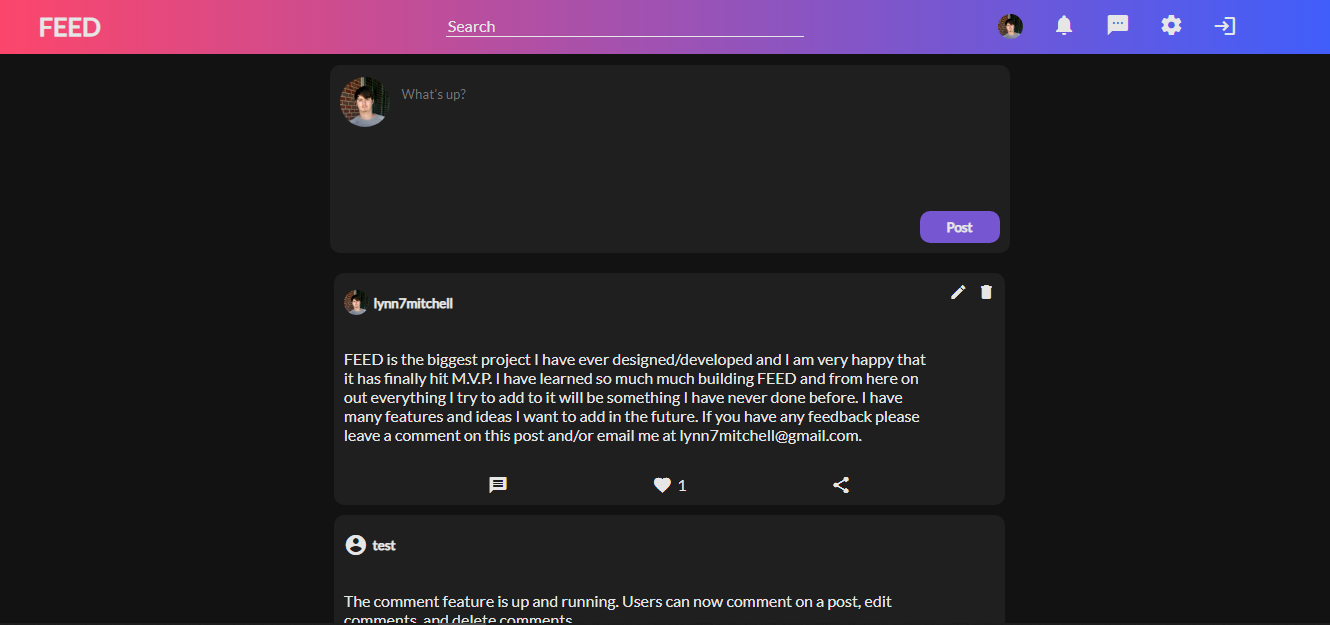 FEED
Search
What's up?
Post
lynn7mitchell
FEED is the biggest project I have ever designed/developed and I am very happy that
it has finally hit M.V.P. I have learned so much much building FEED and from here on
out everything I try to add to it will be something I have never done before. I have
many features and ideas I want to add in the future. If you have any feedback please
leave a comment on this post and/or email me at lynn7mitchell@gmail.com.
1
test
The comment feature is up and running. Users can now comment on a post, edit
comments, and delete comments.